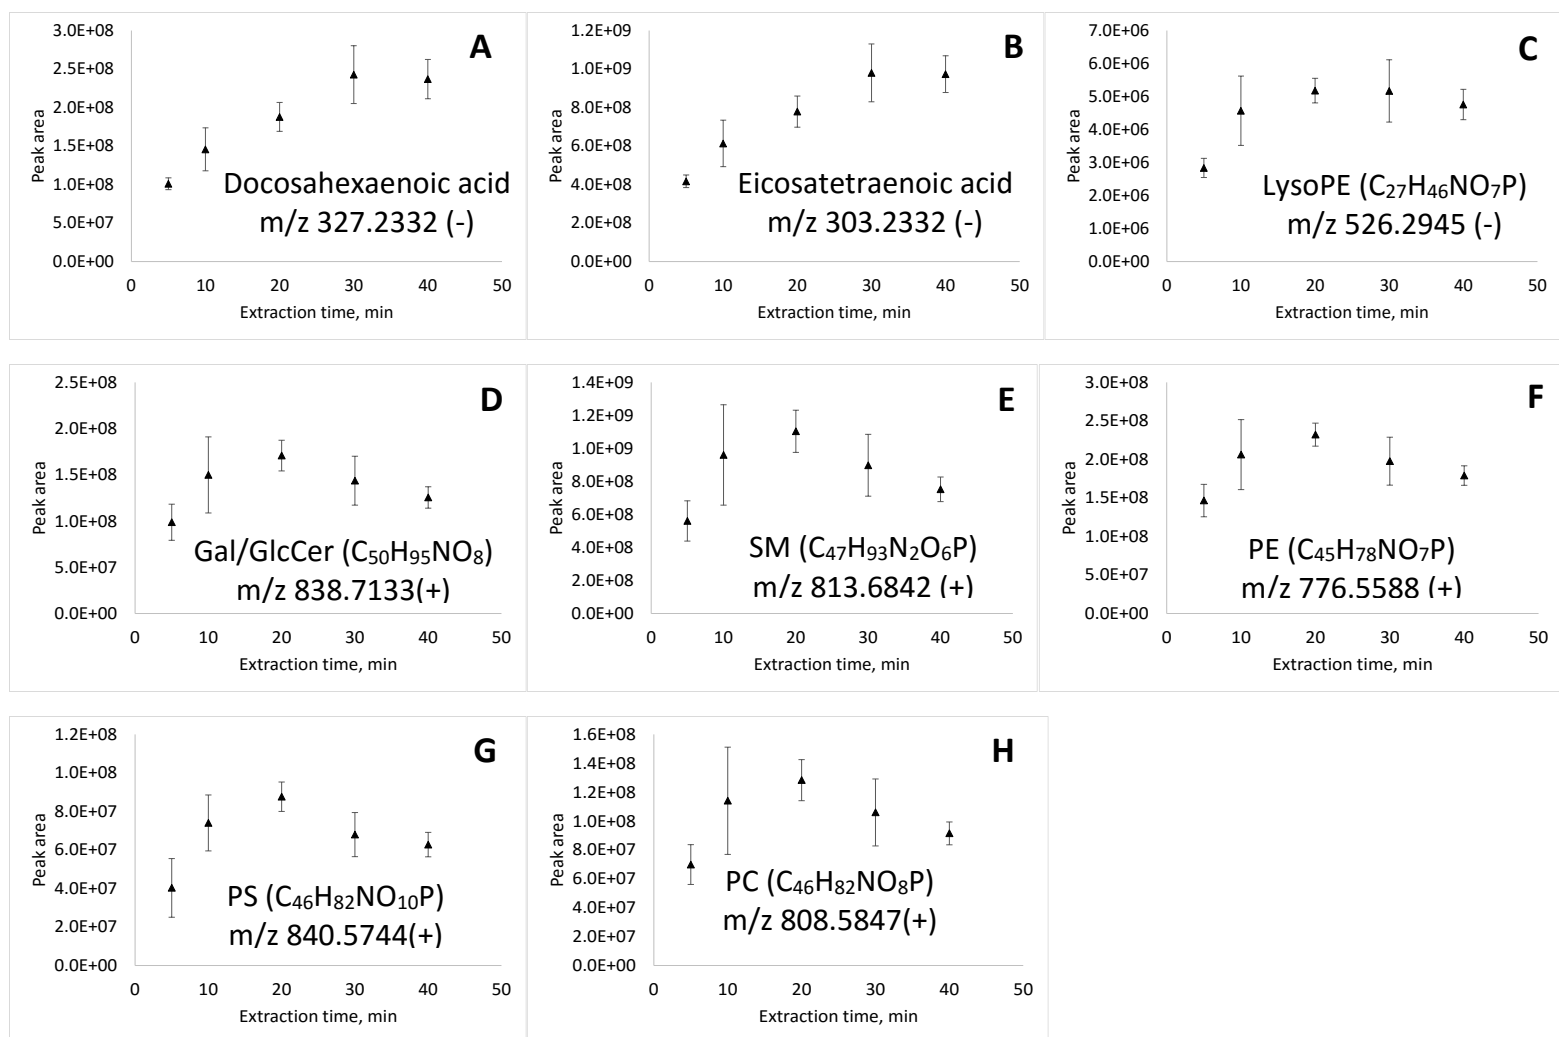 A
Peak area
3.0E+08
2.5E+08
2.0E+08
1.5E+08
1.0E+08
5.0E+07
0.0E+00
Docosahexaenoic acid
m/z 327.2332 (-)
0 10 20 30 40 50
Extraction time, min
B
Peak area
1.2E+09
1.0E+09
8.0E+08
6.0E+08
4.0E+08
2.0E+08
0.0E+00
Eicosatetraenoic acid
m/z 303.2332 (-)
0 10 20 30 40 50
Extraction time, min
C
Peak area
7.0E+06
6.0E+06
5.0E+06
4.0E+06
3.0E+06
2.0E+06
1.0E+06
0.0E+00
LysoPE (C₂₇H₄₆NO₇P)
m/z 526.2945 (-)
0 10 20 30 40 50
Extraction time, min
D
Peak area
2.5E+08
2.0E+08
1.5E+08
1.0E+08
5.0E+07
0.0E+00
Gal/GlcCer (C₅₀H₉₅NO₈)
m/z 838.7133(+)
0 10 20 30 40 50
Extraction time, min
E
Peak area
1.4E+09
1.2E+09
1.0E+09
8.0E+08
6.0E+08
4.0E+08
2.0E+08
0.0E+00
SM (C₄₇H₉₃N₂O₆P)
m/z 813.6842 (+)
0 10 20 30 40 50
Extraction time, min
F
Peak area
3.0E+08
2.5E+08
2.0E+08
1.5E+08
1.0E+08
5.0E+07
0.0E+00
PE (C₄₅H₇₈NO₇P)
m/z 776.5588 (+)
0 10 20 30 40 50
Extraction time, min
G
Peak area
1.2E+08
1.0E+08
8.0E+07
6.0E+07
4.0E+07
2.0E+07
0.0E+00
PS (C₄₆H₈₂NO₁₀P)
m/z 840.5744(+)
0 10 20 30 40 50
Extraction time, min
H
Peak area
1.6E+08
1.4E+08
1.2E+08
1.0E+08
8.0E+07
6.0E+07
4.0E+07
2.0E+07
0.0E+00
PC (C₄₆H₈₂NO₈P)
m/z 808.5847(+)
0 10 20 30 40 50
Extraction time, min